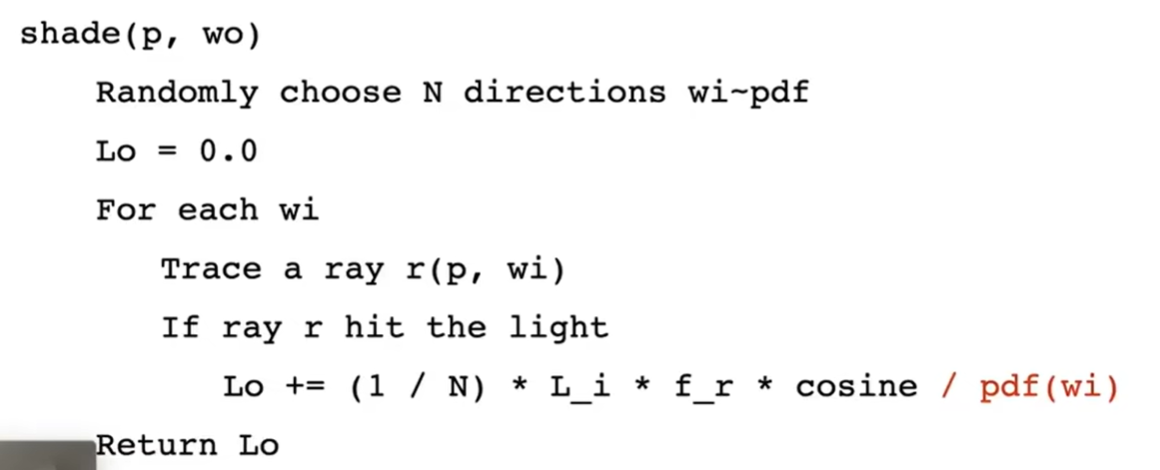 shade(p, wo)
Randomly choose N directions wi~pdf
Lo = 0.0
For each wi
Trace a ray r(p, wi)
If ray r hit the light
Lo += (1 / N) * L_i * f_r * cosine / pdf(wi)
Return Lo